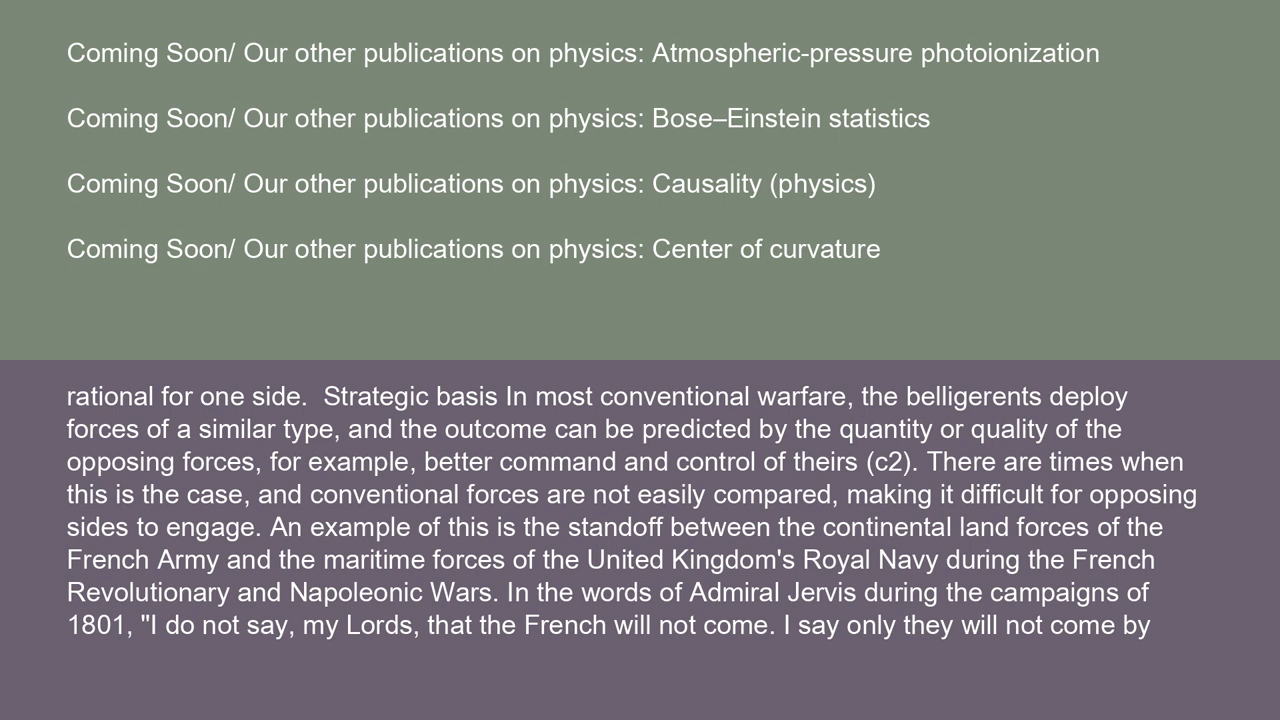 Coming Soon/ Our other publications on physics: Atmospheric-pressure photoionization
Coming Soon/ Our other publications on physics: Bose–Einstein statistics
Coming Soon/ Our other publications on physics: Causality (physics)
Coming Soon/ Our other publications on physics: Center of curvature
rational for one side.  Strategic basis In most conventional warfare, the belligerents deploy
forces of a similar type, and the outcome can be predicted by the quantity or quality of the
opposing forces, for example, better command and control of theirs (c2). There are times when
this is the case, and conventional forces are not easily compared, making it difficult for opposing
sides to engage. An example of this is the standoff between the continental land forces of the
French Army and the maritime forces of the United Kingdom's Royal Navy during the French
Revolutionary and Napoleonic Wars. In the words of Admiral Jervis during the campaigns of
1801, "I do not say, my Lords, that the French will not come. I say only they will not come by